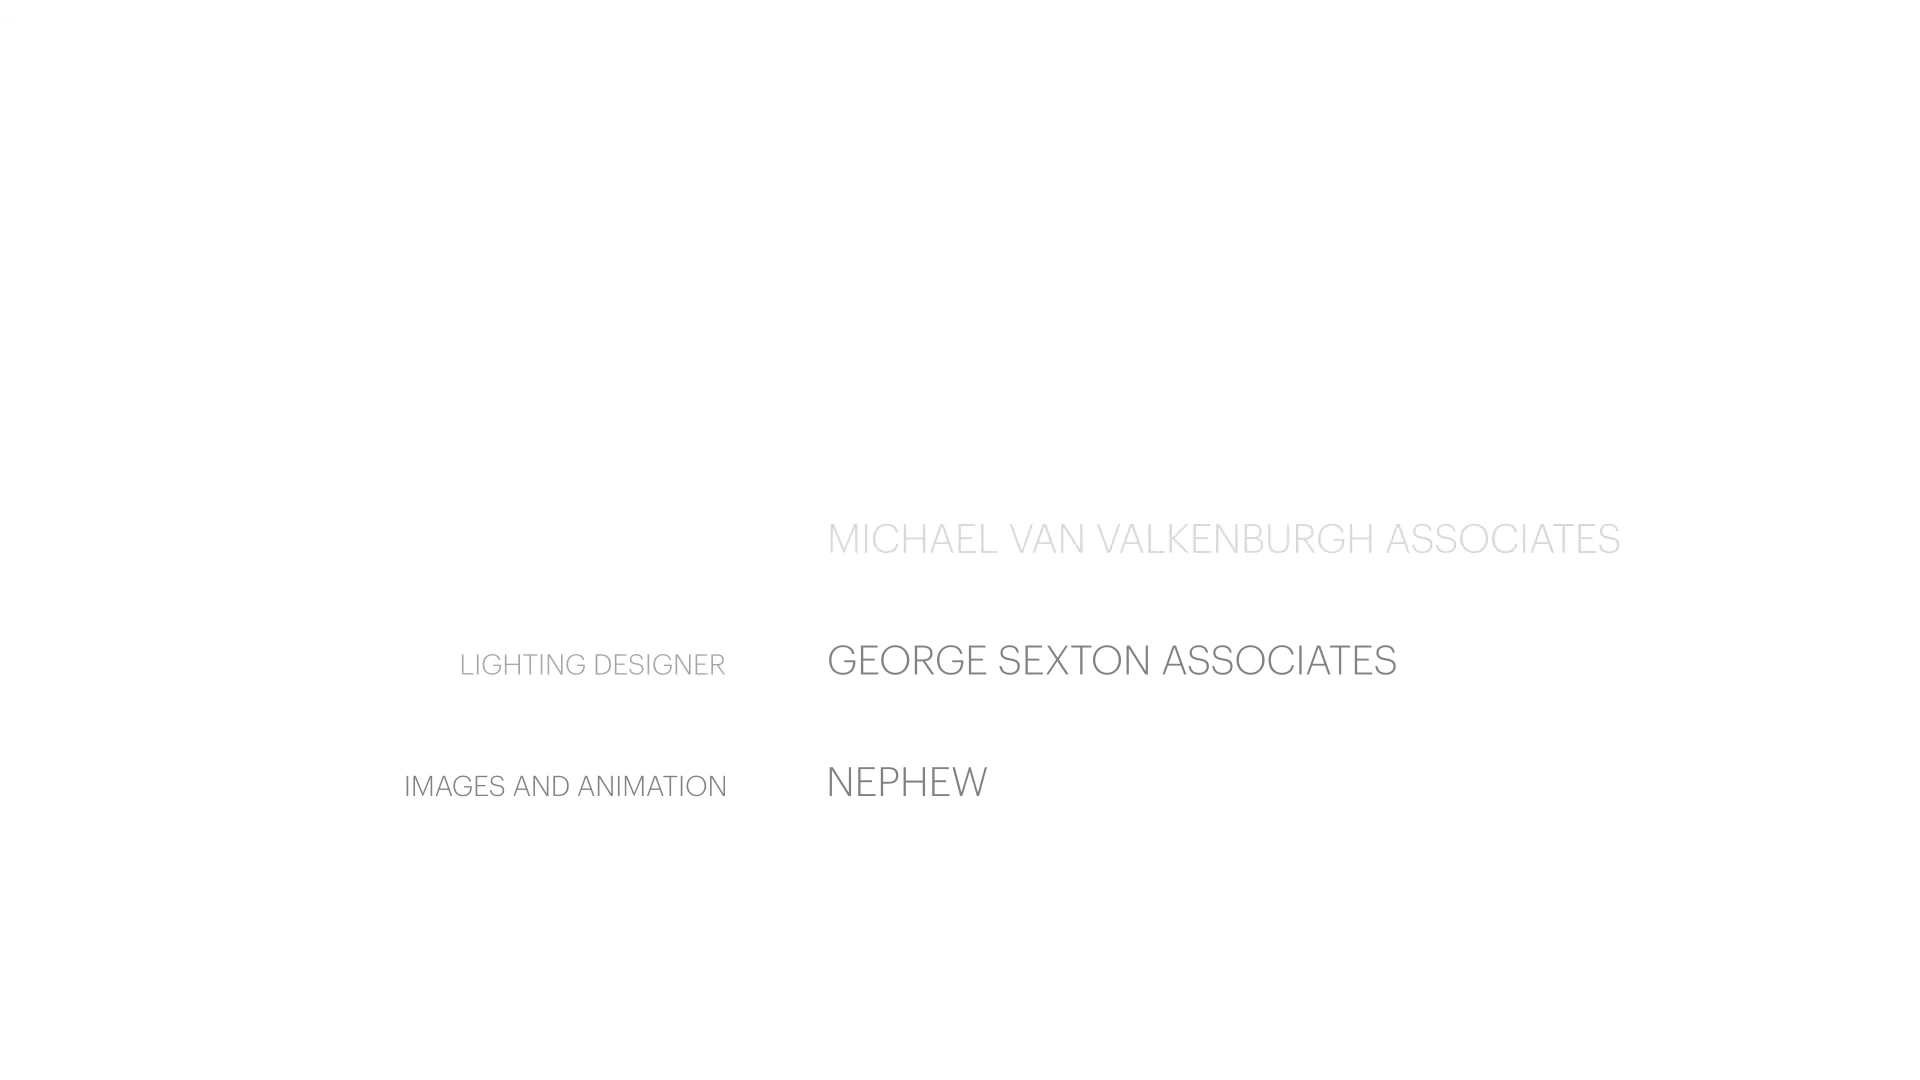 MICHAEL VAN VALKENBURGH ASSOCIATES
LIGHTING DESIGNER GEORGE SEXTON ASSOCIATES
IMAGES AND ANIMATION NEPHEW